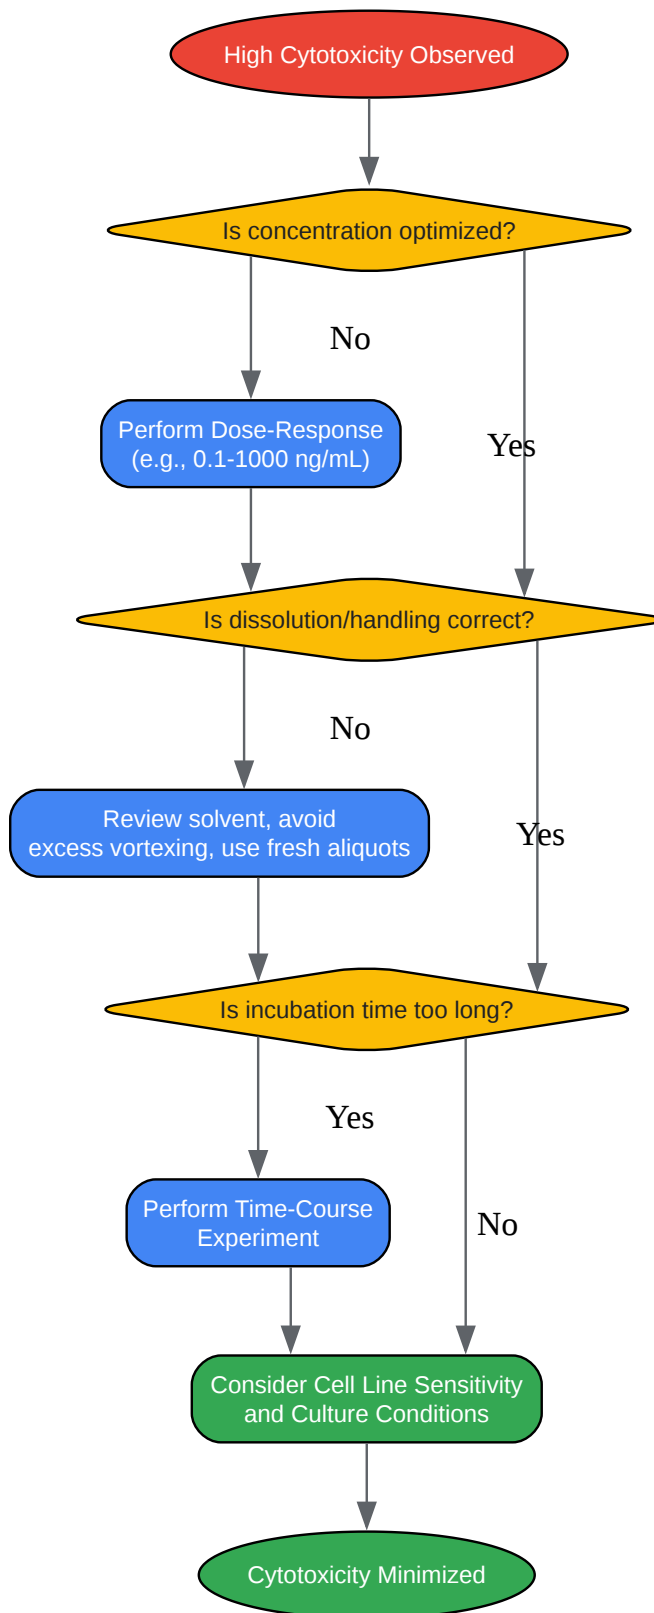 High Cytotoxicity Observed
Is concentration optimized?
No
Perform Dose-Response
(e.g., 0.1-1000 ng/mL)
Yes
Is dissolution/handling correct?
No
Review solvent, avoid
excess vortexing, use fresh aliquots
Yes
Is incubation time too long?
Yes
Perform Time-Course
Experiment
No
Consider Cell Line Sensitivity
and Culture Conditions
Cytotoxicity Minimized